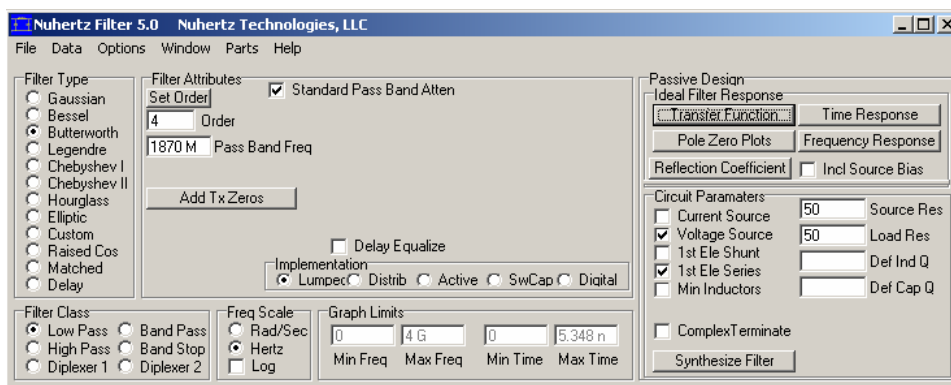 Nuhertz Filter 5.0 Nuhertz Technologies, LLC
File Data Options Window Parts Help
Filter Type
Gaussian
Bessel
Butterworth
Legendre
Chebyshev I
Chebyshev II
Hourglass
Elliptic
Custom
Raised Cos
Matched
Delay
Filter Attributes
Set Order
Standard Pass Band Atten
4 Order
1870 M Pass Band Freq
Add Tx Zeros
Delay Equalize
Implementation
Lumped Distrib Active SwCap Digital
Passive Design
Ideal Filter Response
Transfer Function Time Response
Pole Zero Plots Frequency Response
Reflection Coefficient Incl Source Bias
Circuit Paramaters
Current Source 50 Source Res
Voltage Source 50 Load Res
1st Ele Shunt Def Ind Q
1st Ele Series
Min Inductors Def Cap Q
ComplexTerminate
Synthesize Filter
Filter Class
Low Pass Band Pass
High Pass Band Stop
Diplexer 1 Diplexer 2
Freq Scale
Rad/Sec
Hertz
Log
Graph Limits
0 4 G 0 5.348 n
Min Freq Max Freq Min Time Max Time